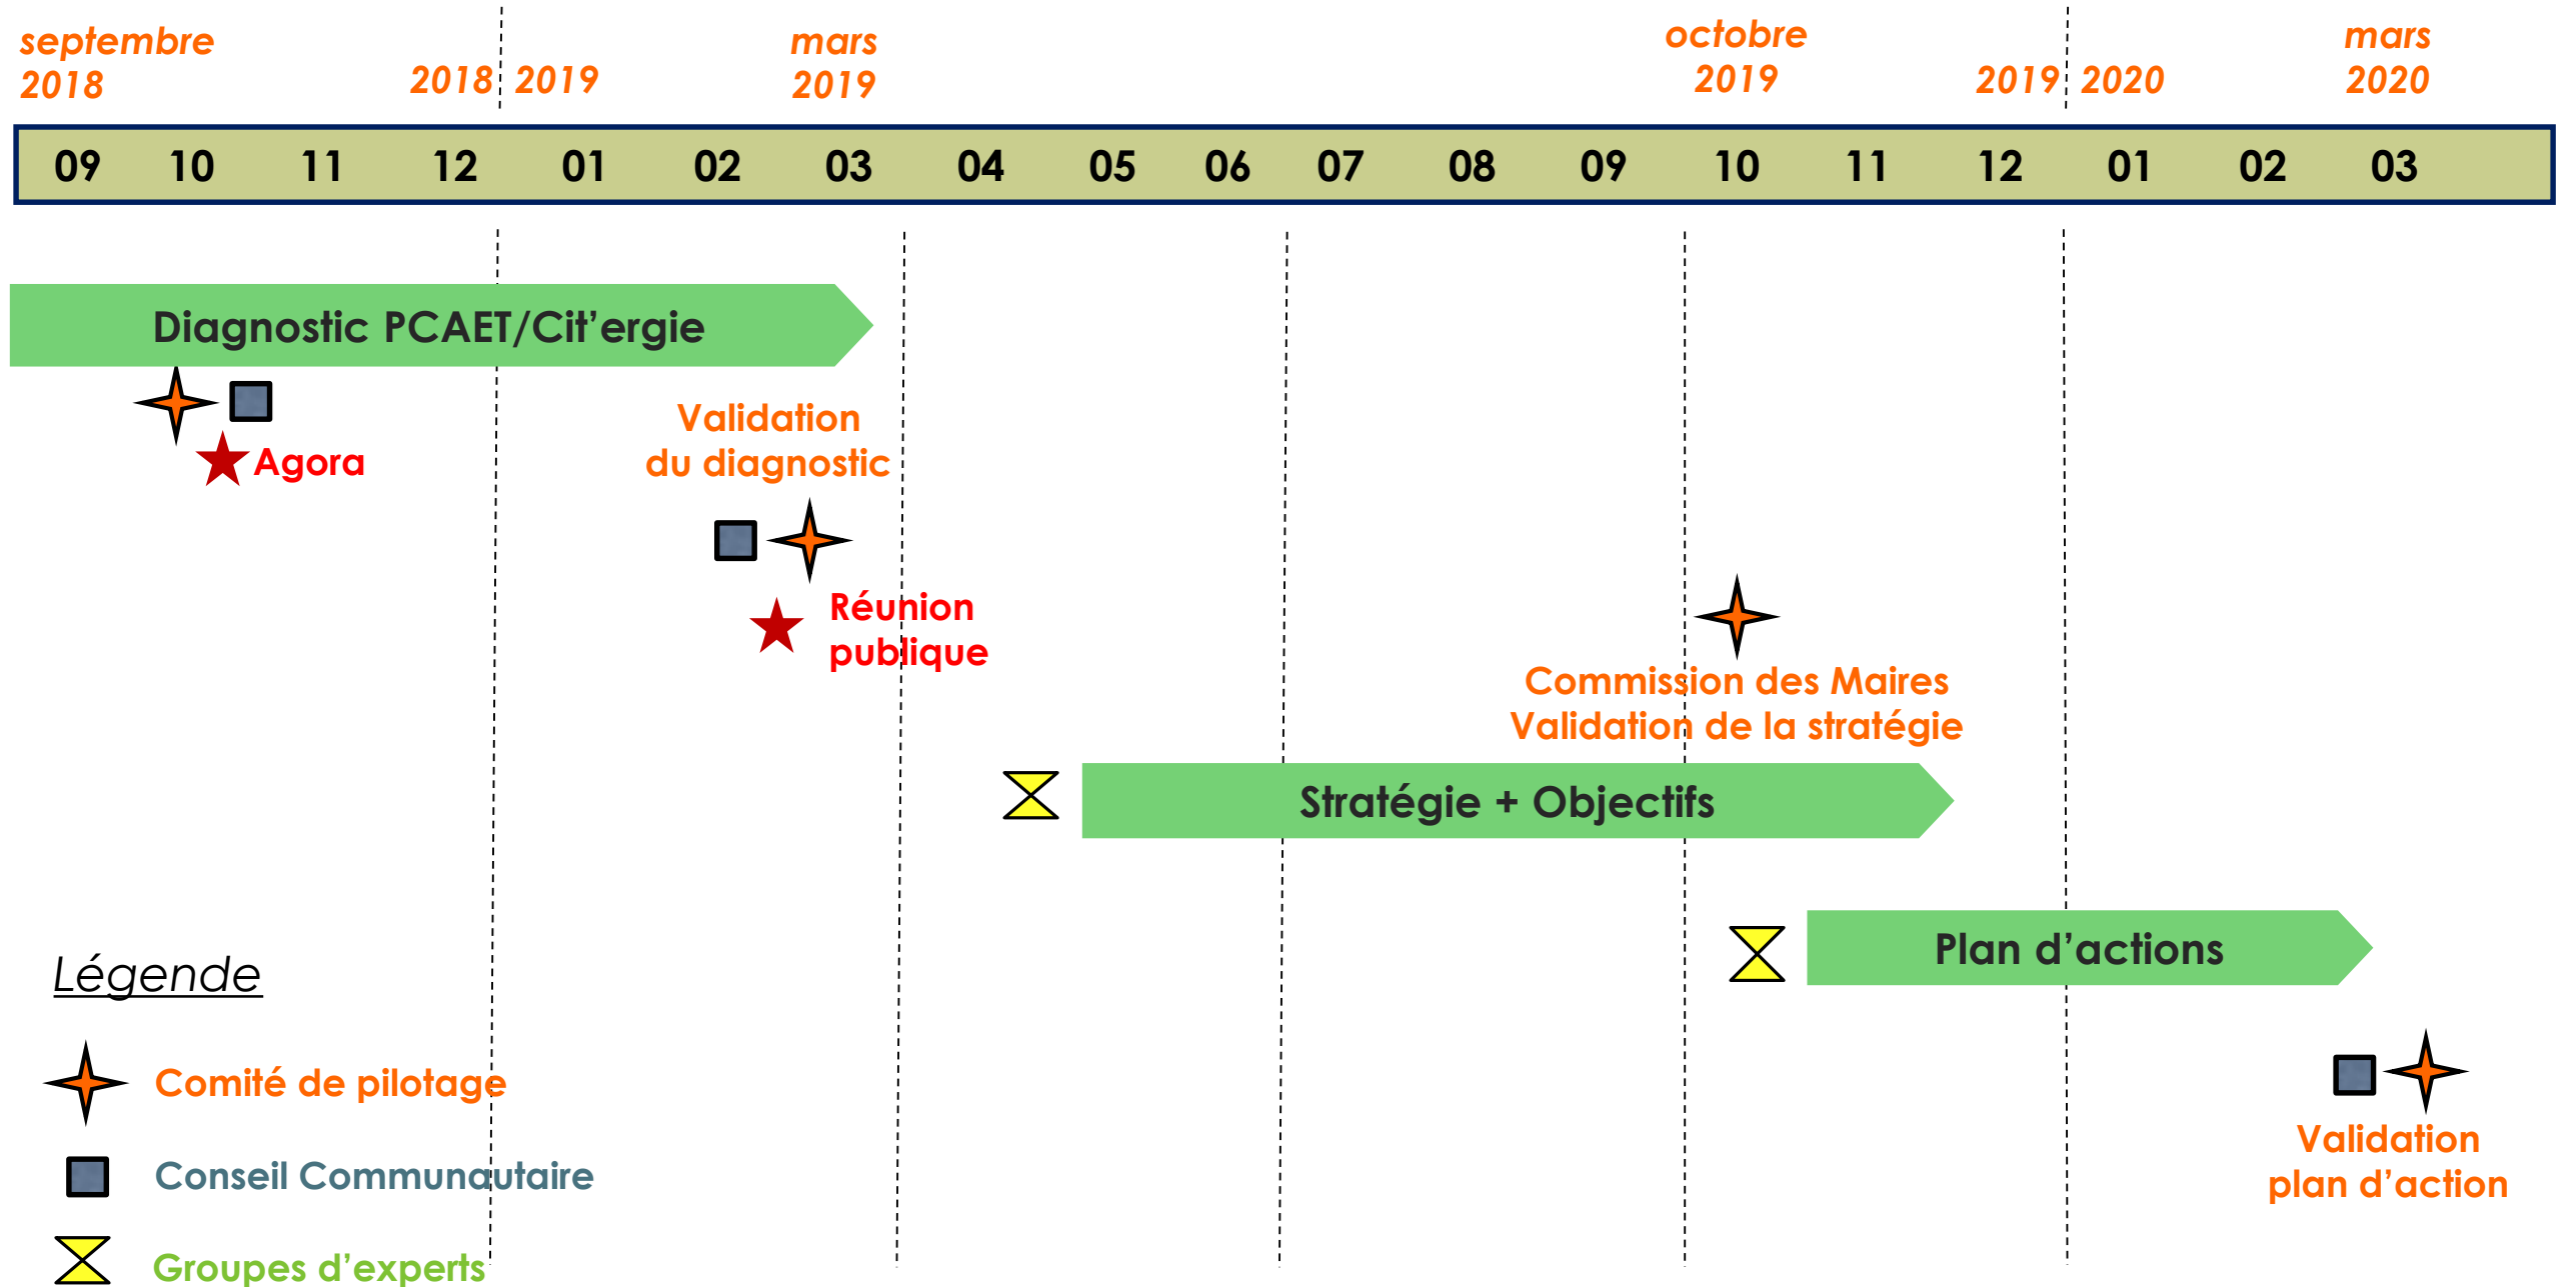 septembre
2018
2018
2019
mars
2019
octobre
2019
2019
2020
mars
2020
09 10 11 12 01 02 03 04 05 06 07 08 09 10 11 12 01 02 03
Diagnostic PCAET/Cit’ergie
Agora
Validation
du diagnostic
Réunion
publique
Commission des Maires
Validation de la stratégie
Stratégie + Objectifs
Plan d’actions
Validation
plan d’action
Légende
Comité de pilotage
Conseil Communautaire
Groupes d’experts